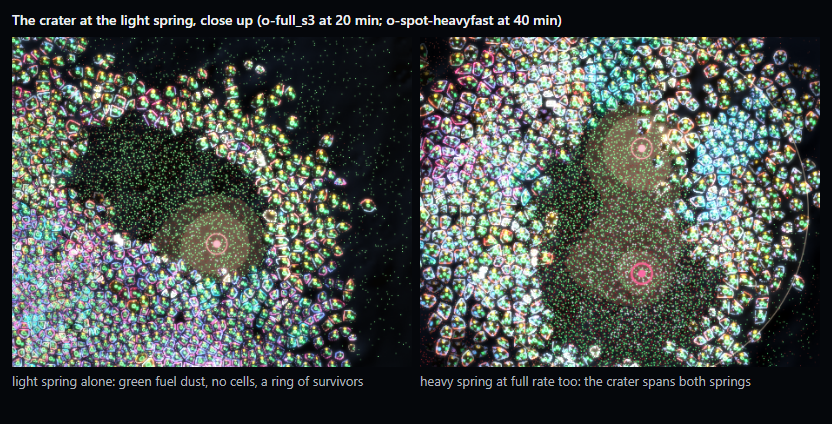 The crater at the light spring, close up (o-full_s3 at 20 min; o-spot-heavyfast at 40 min)
light spring alone: green fuel dust, no cells, a ring of survivors
heavy spring at full rate too: the crater spans both springs